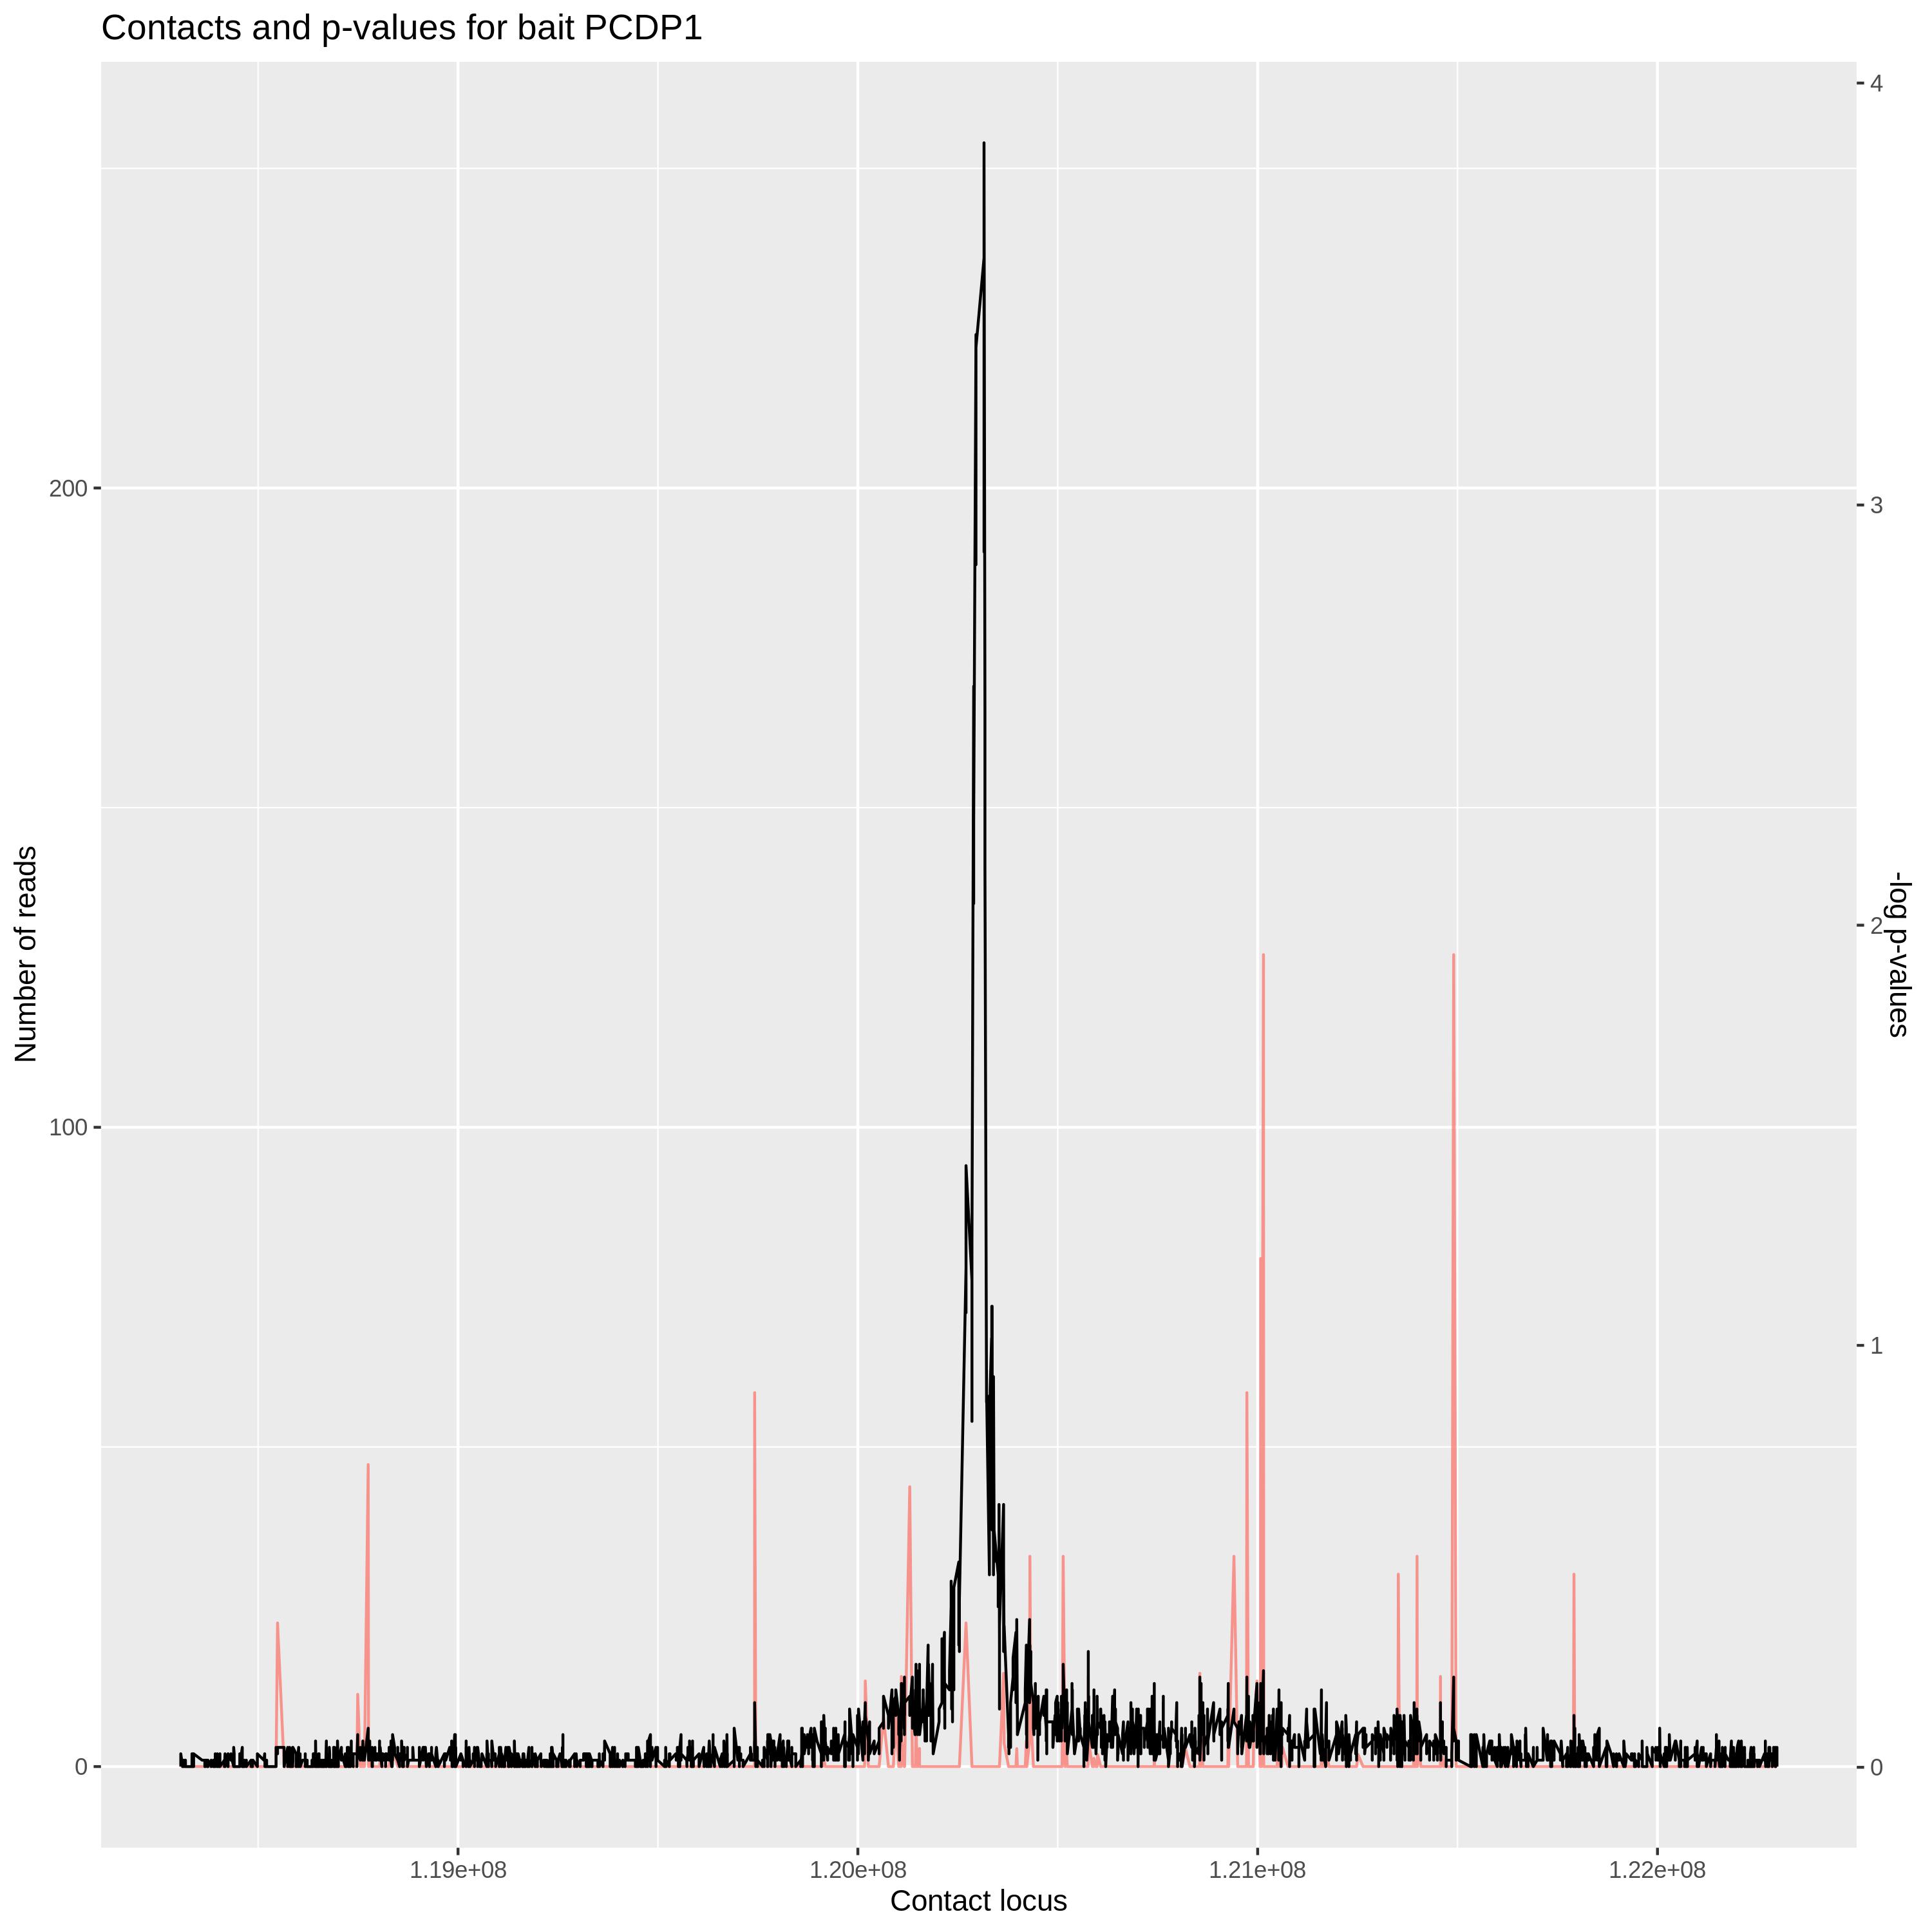 Contacts and p-values for bait PCDP1
4
200
3
Number of reads
-log p-values
2
100
1
0
0
1.19e+08
1.20e+08
1.21e+08
1.22e+08
Contact locus